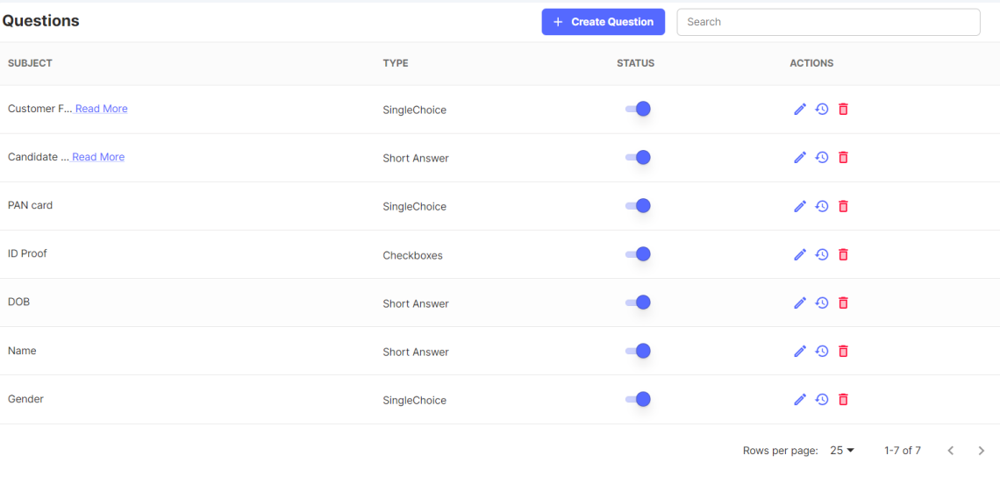 Questions
+ Create Question
Search
SUBJECT TYPE STATUS ACTIONS
Customer F... Read More SingleChoice
Candidate ... Read More Short Answer
PAN card SingleChoice
ID Proof Checkboxes
DOB Short Answer
Name Short Answer
Gender SingleChoice
Rows per page: 25 1-7 of 7